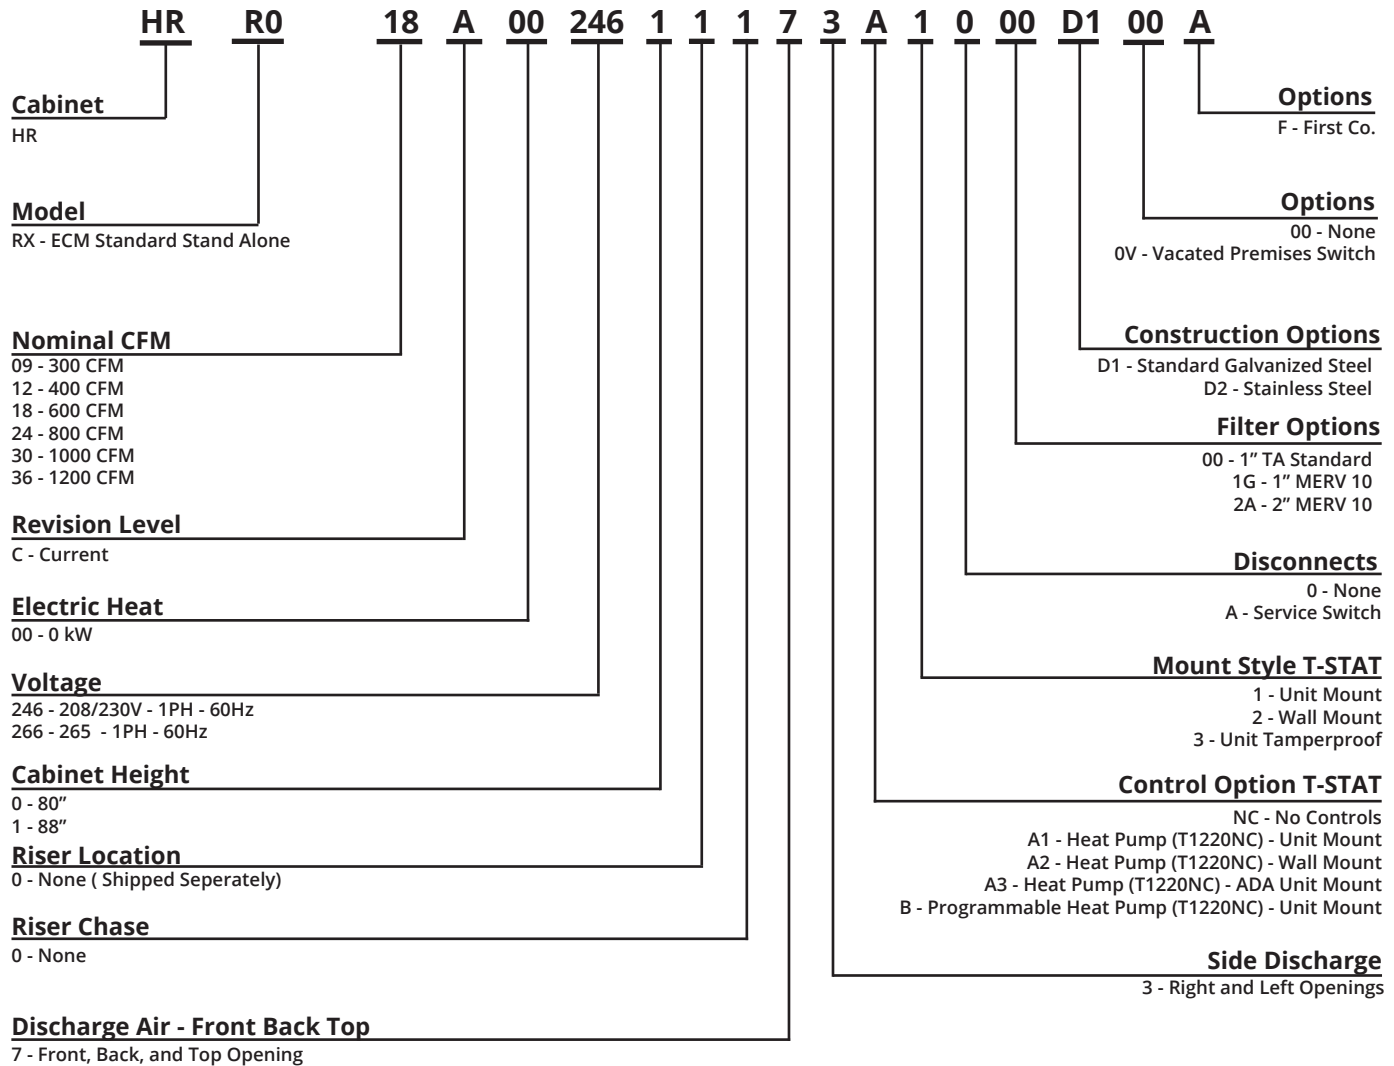 HR R0 18 A 00 246 1 1 1 7 3 A 1 0 00 D1 00 A
Cabinet
HR
Model
RX - ECM Standard Stand Alone
Nominal CFM
09 - 300 CFM
12 - 400 CFM
18 - 600 CFM
24 - 800 CFM
30 - 1000 CFM
36 - 1200 CFM
Revision Level
C - Current
Electric Heat
00 - 0 kW
Voltage
246 - 208/230V - 1PH - 60Hz
266 - 265 - 1PH - 60Hz
Cabinet Height
0 - 80”
1 - 88”
Riser Location
0 - None ( Shipped Seperately)
Riser Chase
0 - None
Discharge Air - Front Back Top
7 - Front, Back, and Top Opening
Options
F - First Co.
Options
00 - None
0V - Vacated Premises Switch
Construction Options
D1 - Standard Galvanized Steel
D2 - Stainless Steel
Filter Options
00 - 1” TA Standard
1G - 1” MERV 10
2A - 2” MERV 10
Disconnects
0 - None
A - Service Switch
Mount Style T-STAT
1 - Unit Mount
2 - Wall Mount
3 - Unit Tamperproof
Control Option T-STAT
NC - No Controls
A1 - Heat Pump (T1220NC) - Unit Mount
A2 - Heat Pump (T1220NC) - Wall Mount
A3 - Heat Pump (T1220NC) - ADA Unit Mount
B - Programmable Heat Pump (T1220NC) - Unit Mount
Side Discharge
3 - Right and Left Openings